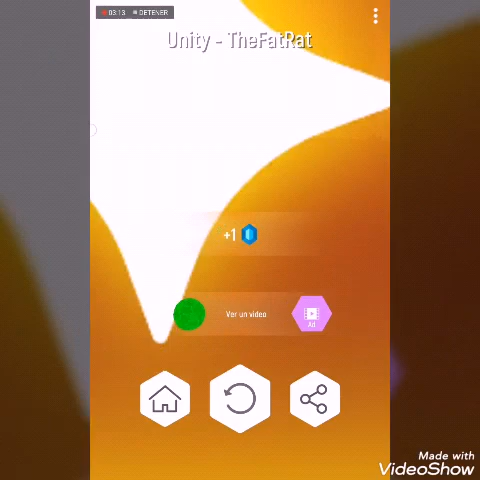 03:13 DETENER
Unity - TheFatRat
+1
Ver un video
Ad
Made with
VideoShow